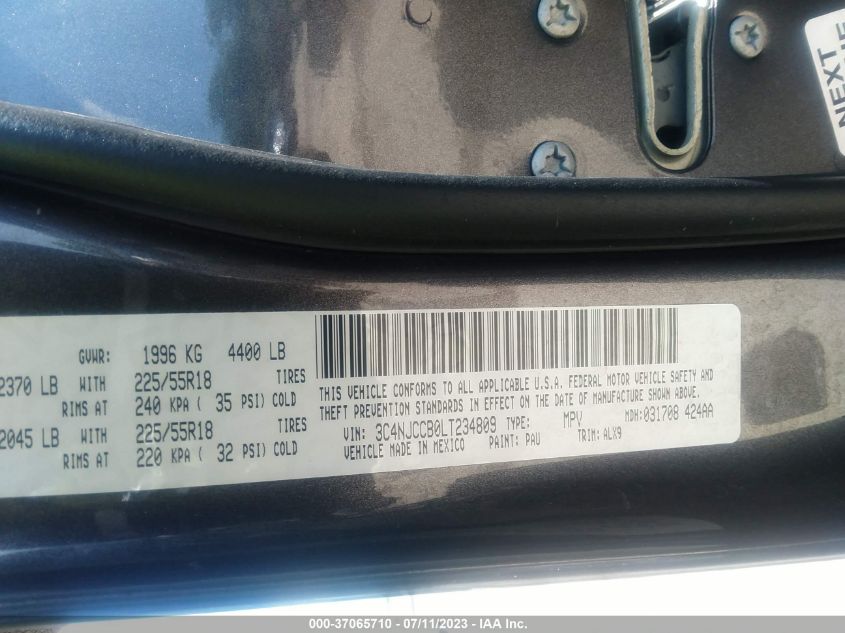 NEXT
GVWR: 1996 KG 4400 LB
2370 LB WITH 225/55R18 TIRES
RIMS AT 240 KPA ( 35 PSI) COLD
2045 LB WITH 225/55R18 TIRES
RIMS AT 220 KPA ( 32 PSI) COLD
THIS VEHICLE CONFORMS TO ALL APPLICABLE U.S.A. FEDERAL MOTOR VEHICLE SAFETY AND
THEFT PREVENTION STANDARDS IN EFFECT ON THE DATE OF MANUFACTURE SHOWN ABOVE.
VIN: 3C4NJCCB0LT234809 TYPE: MPV MDH: 031708 424AA
VEHICLE MADE IN MEXICO PAINT: PAU TRIM: ALX9
000-37065710 - 07/11/2023 - IAA Inc.